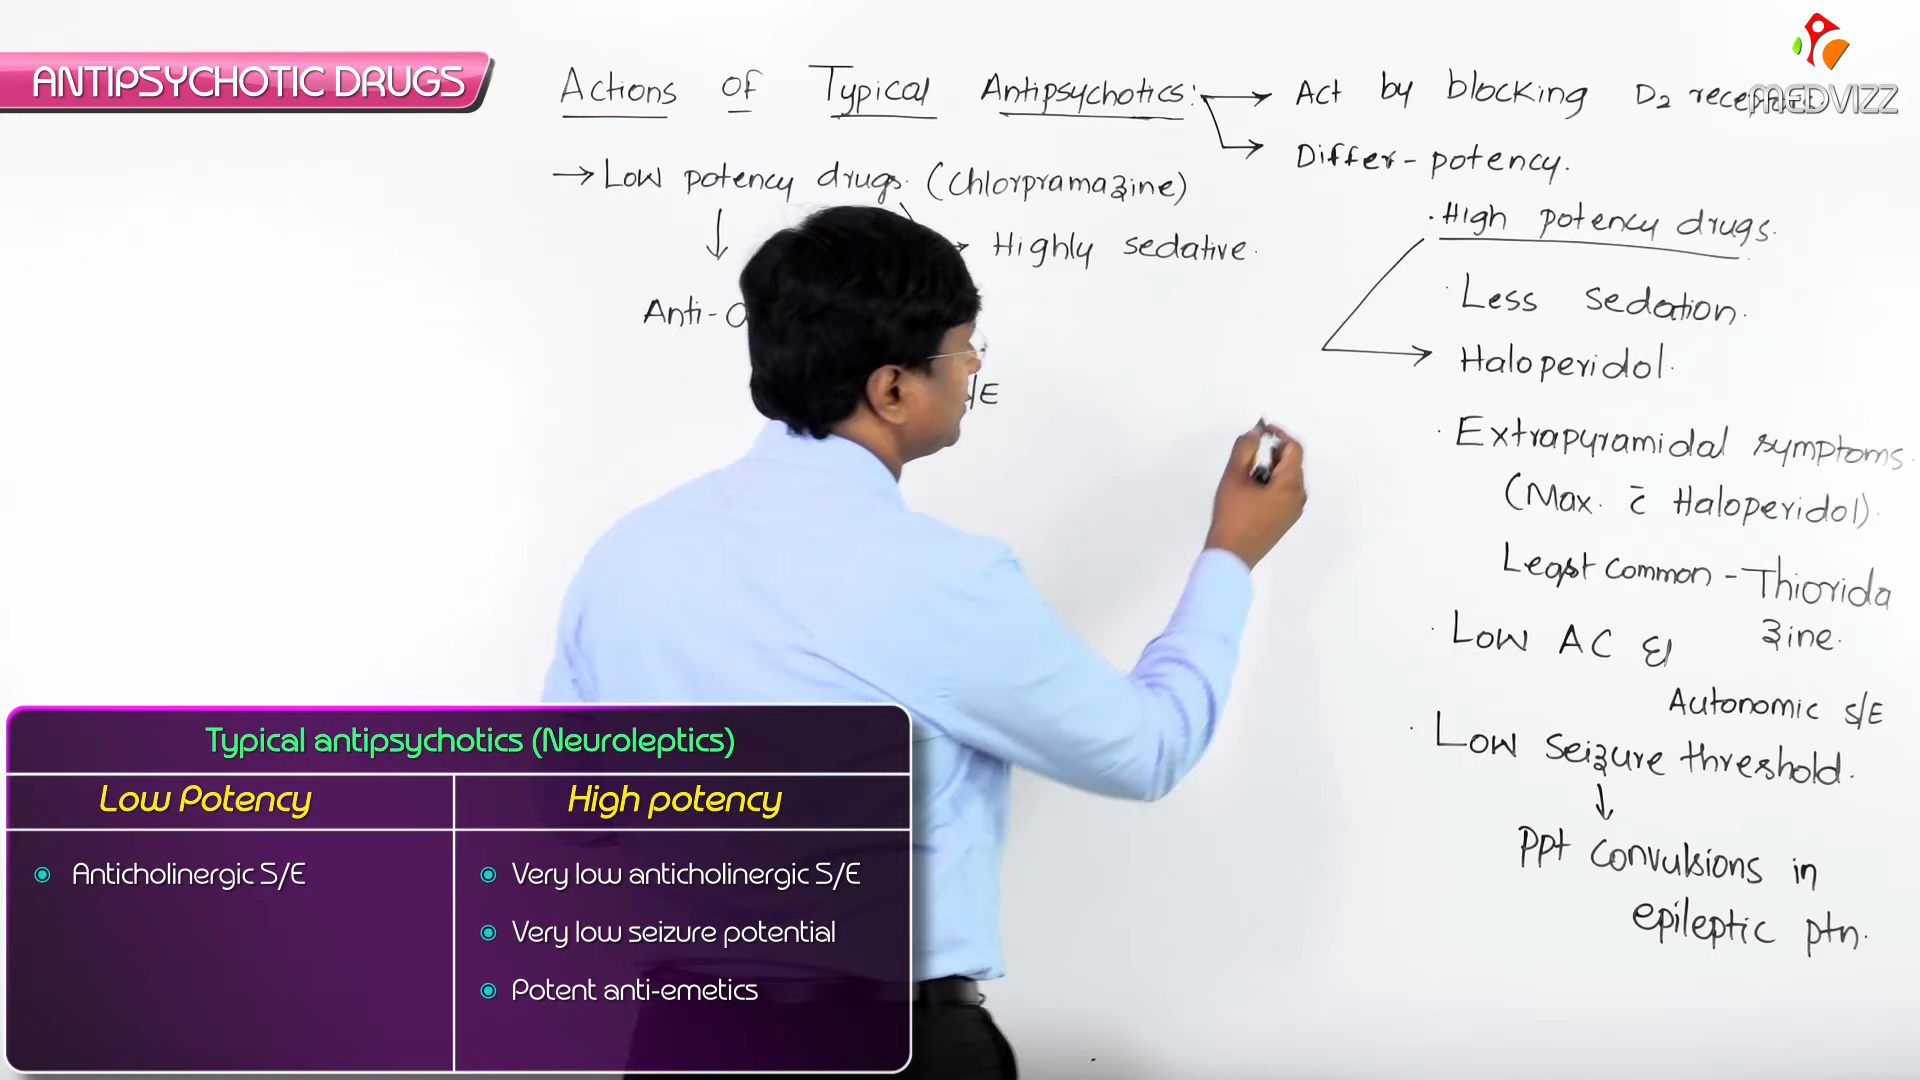 ANTIPSYCHOTIC DRUGS
MEDVIZZ
Actions of Typical Antipsychotics: → Act by blocking D2 receptors
→ Differ - potency.
→ Low potency drugs. (Chlorpramazine)
→ Highly sedative.
Anti-
S/E
· High potency drugs.
· Less sedation.
→ Haloperidol.
· Extrapyramidal symptoms.
(Max. c̄ Haloperidol).
Least common - Thiorida
zine.
· Low AC &
Autonomic S/E
· Low seizure threshold.
↓
Ppt convulsions in
epileptic ptn.
Typical antipsychotics (Neuroleptics)
Low Potency
High potency
Anticholinergic S/E
Very low anticholinergic S/E
Very low seizure potential
Potent anti-emetics